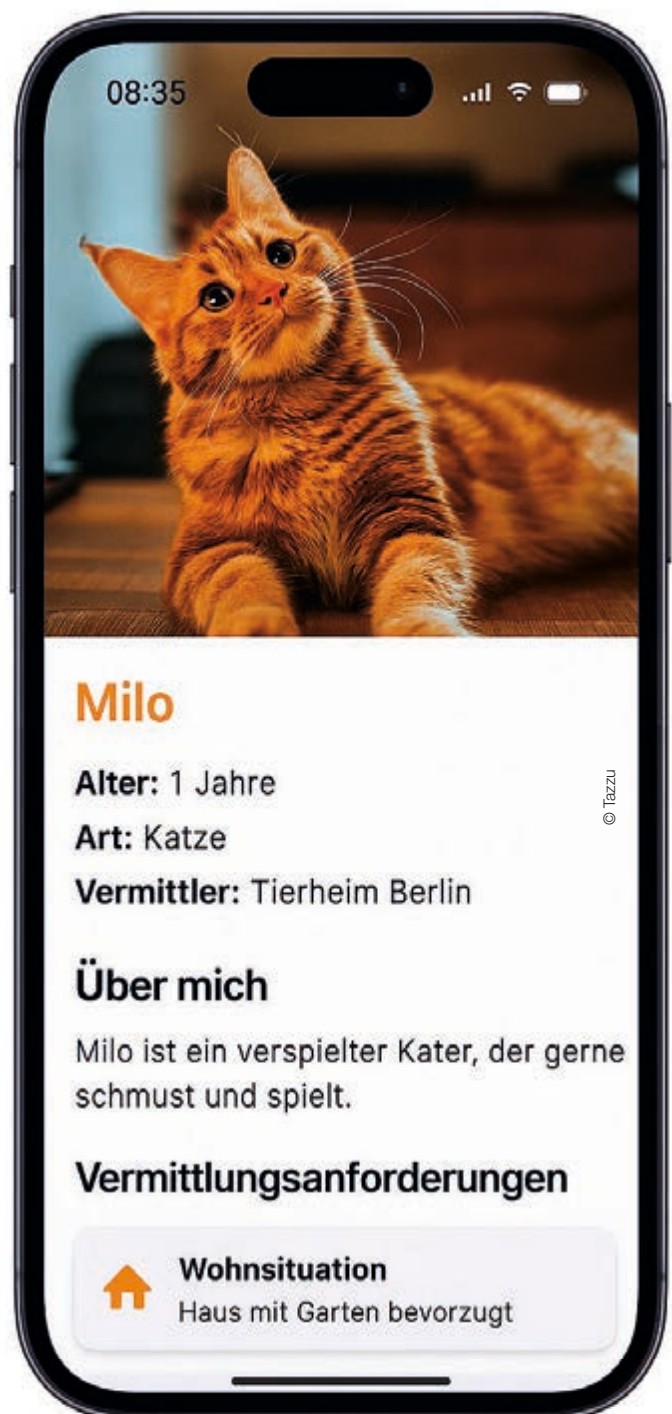 08:35
Milo
Alter: 1 Jahre
Art: Katze
Vermittler: Tierheim Berlin
© Tazzu
Über mich
Milo ist ein verspielter Kater, der gerne
schmust und spielt.
Vermittlungsanforderungen
Wohnsituation
Haus mit Garten bevorzugt